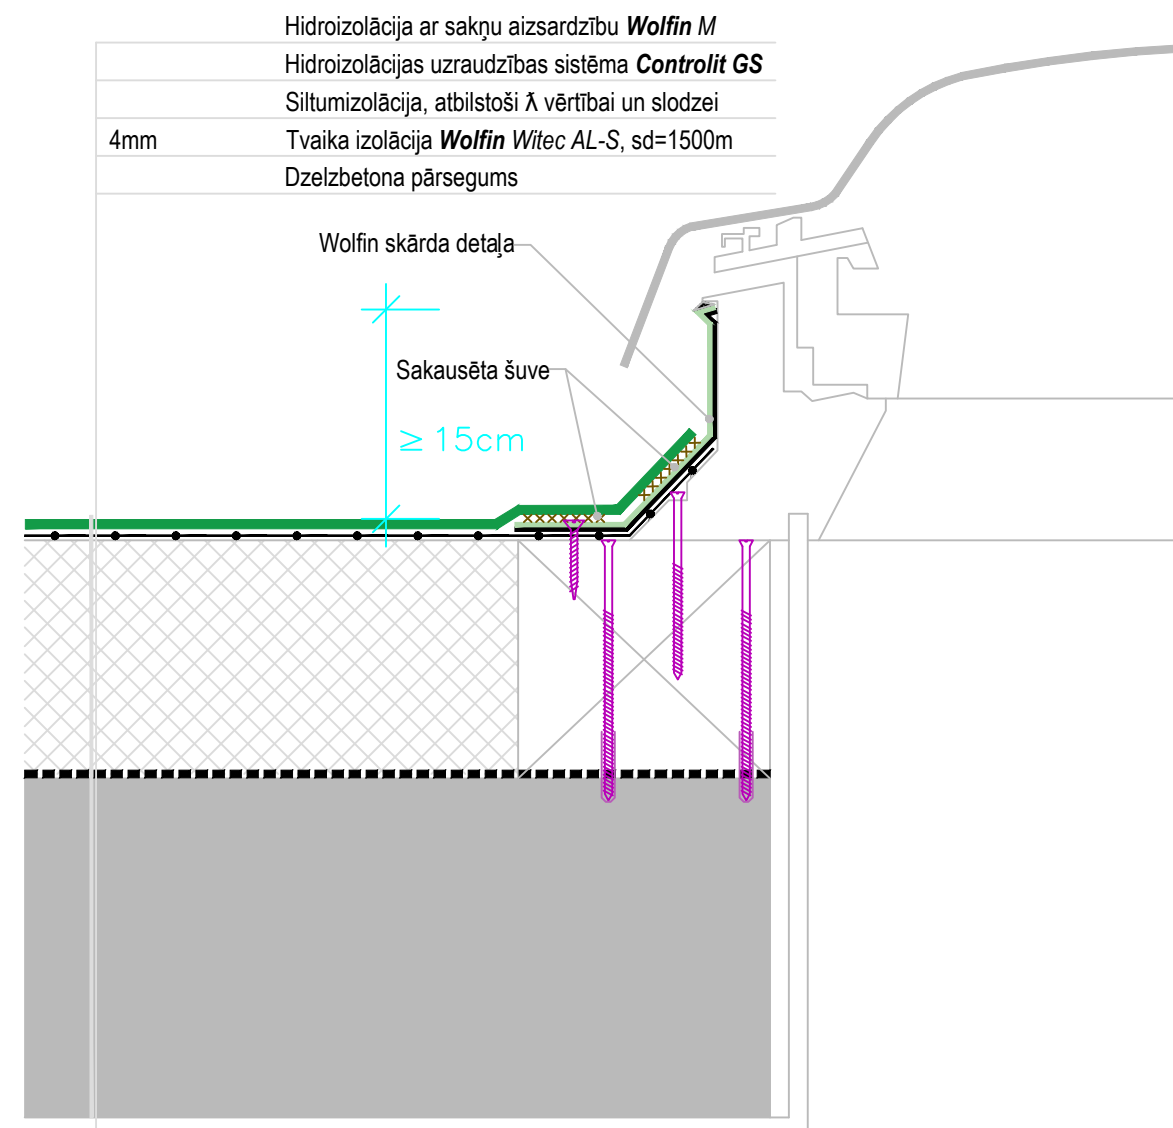 Hidroizolācija ar sakņu aizsardzību Wolfin M
Hidroizolācijas uzraudzības sistēma Controlit GS
Siltumizolācija, atbilstoši ƛ vērtībai un slodzei
4mm Tvaika izolācija Wolfin Witec AL-S, sd=1500m
Dzelzbetona pārsegums
Wolfin skārda detaļa
Sakausēta šuve
≥ 15cm